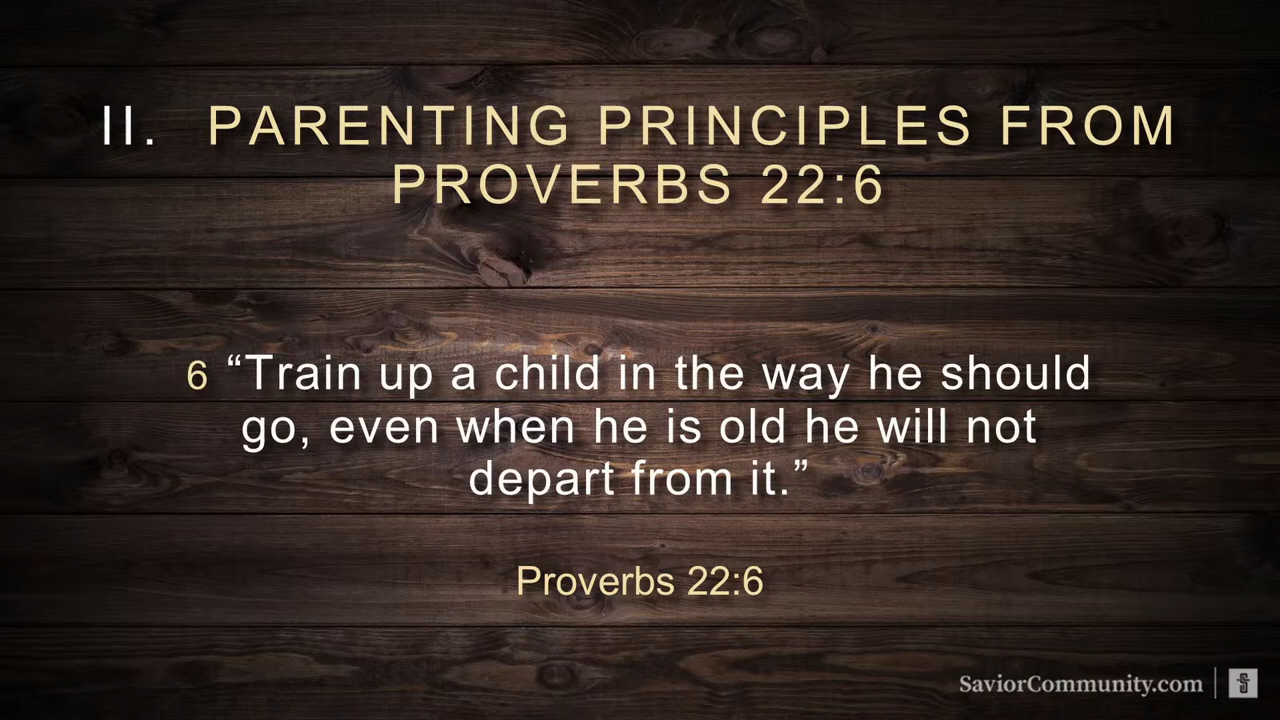 II. PARENTING PRINCIPLES FROM
PROVERBS 22:6
6 “Train up a child in the way he should
go, even when he is old he will not
depart from it.”
Proverbs 22:6
SaviorCommunity.com